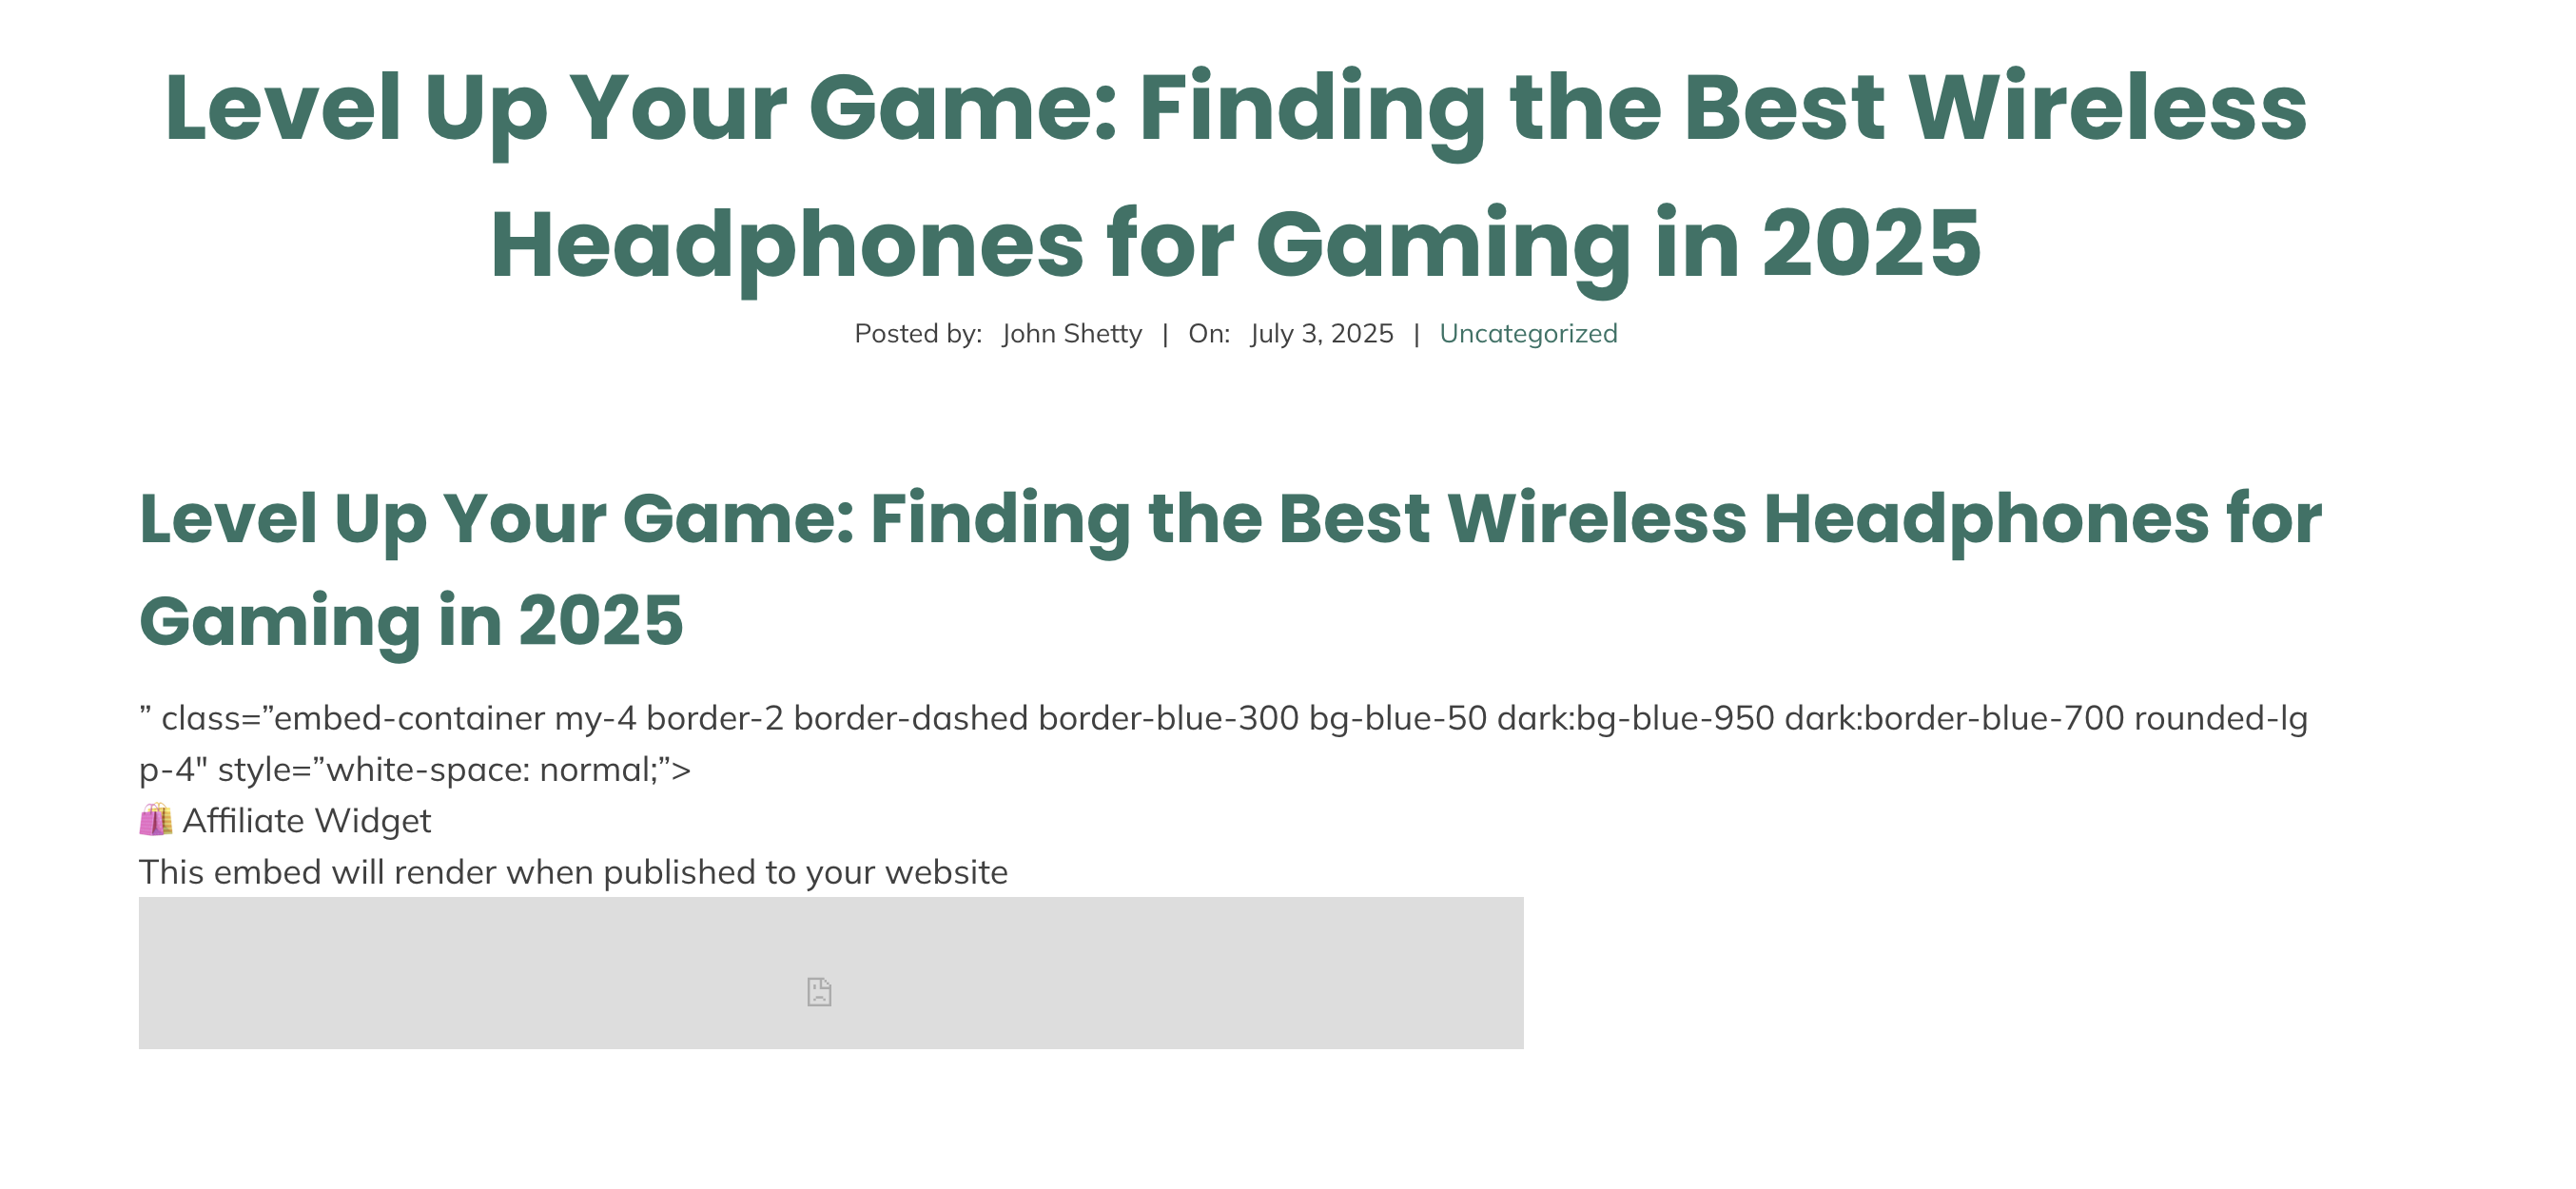 Level Up Your Game: Finding the Best Wireless
Headphones for Gaming in 2025
Posted by: John Shetty | On: July 3, 2025 | Uncategorized
Level Up Your Game: Finding the Best Wireless Headphones for
Gaming in 2025
” class=”embed-container my-4 border-2 border-dashed border-blue-300 bg-blue-50 dark:bg-blue-950 dark:border-blue-700 rounded-lg
p-4" style=”white-space: normal;”>
🛍️ Affiliate Widget
This embed will render when published to your website